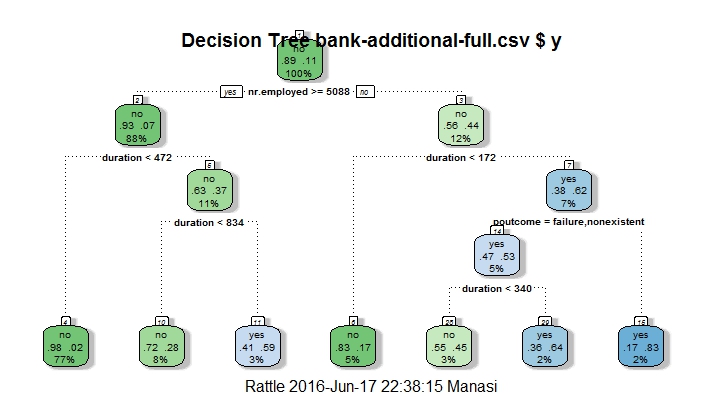 Decision Tree bank-additional-full.csv $ y
1
no
.89 .11
100%
yes nr.employed >= 5088 no
2
no
.93 .07
88%
3
no
.56 .44
12%
duration < 472
duration < 172
5
no
.63 .37
11%
7
yes
.38 .62
7%
duration < 834
poutcome = failure,nonexistent
14
yes
.47 .53
5%
duration < 340
4
no
.98 .02
77%
10
no
.72 .28
8%
11
yes
.41 .59
3%
6
no
.83 .17
5%
28
no
.55 .45
3%
29
yes
.36 .64
2%
15
yes
.17 .83
2%
Rattle 2016-Jun-17 22:38:15 Manasi